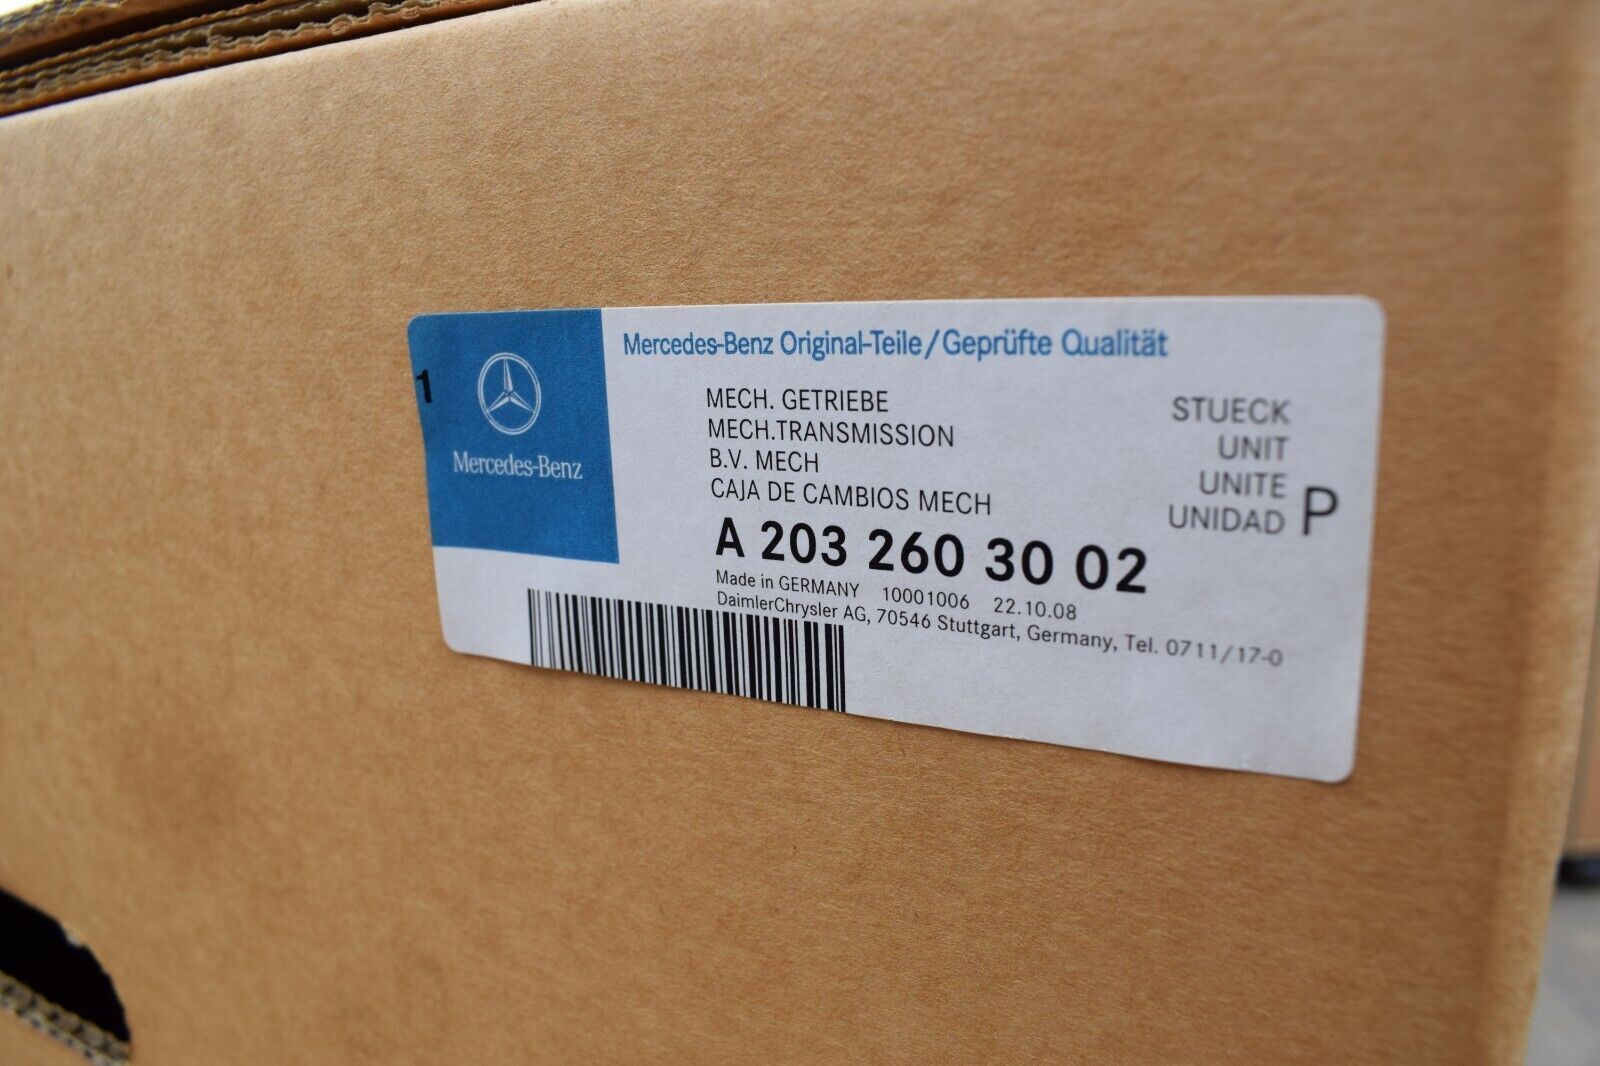 Mercedes-Benz Original-Teile/Geprüfte Qualität
1
Mercedes-Benz
MECH. GETRIEBE
MECH.TRANSMISSION
B.V. MECH
CAJA DE CAMBIOS MECH
STUECK
UNIT
UNITE
UNIDAD P
A 203 260 30 02
Made in GERMANY 10001006 22.10.08
DaimlerChrysler AG, 70546 Stuttgart, Germany, Tel. 0711/17-0